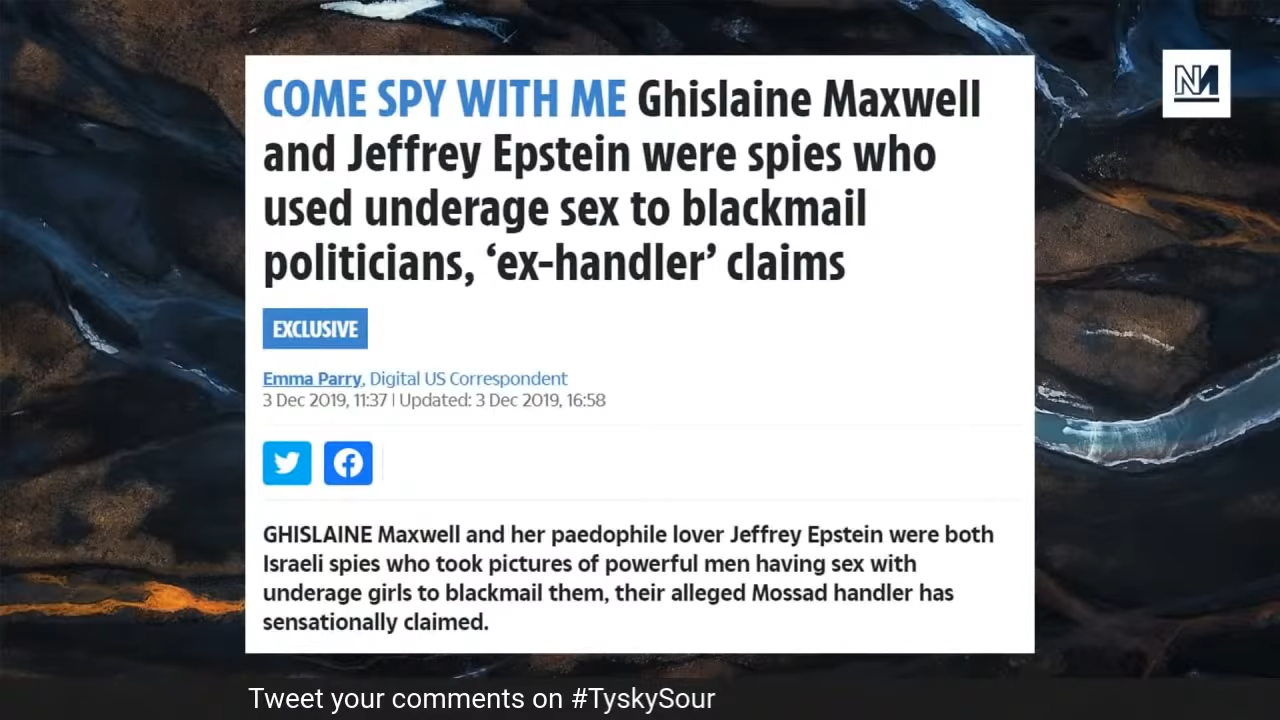 NM
COME SPY WITH ME Ghislaine Maxwell
and Jeffrey Epstein were spies who
used underage sex to blackmail
politicians, ‘ex-handler’ claims
EXCLUSIVE
Emma Parry, Digital US Correspondent
3 Dec 2019, 11:37 | Updated: 3 Dec 2019, 16:58
GHISLAINE Maxwell and her paedophile lover Jeffrey Epstein were both
Israeli spies who took pictures of powerful men having sex with
underage girls to blackmail them, their alleged Mossad handler has
sensationally claimed.
Tweet your comments on #TyskySour